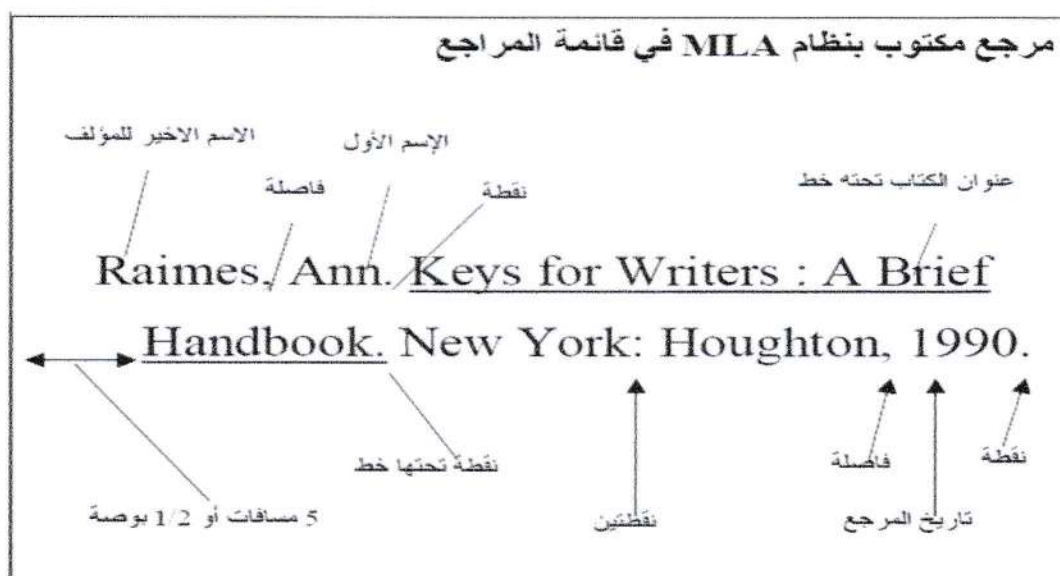 مرجع مكتوب بنظام MLA في قائمة المراجع
الاسم الاخير للمؤلف
الإسم الأول
فاصلة
نقطة
عنوان الكتاب تحته خط
Raimes, Ann. Keys for Writers : A Brief
Handbook. New York: Houghton, 1990.
نقطة تحتها خط
فاصلة
نقطة
5 مسافات أو 1/2 بوصة
نقطتين
تاريخ المرجع